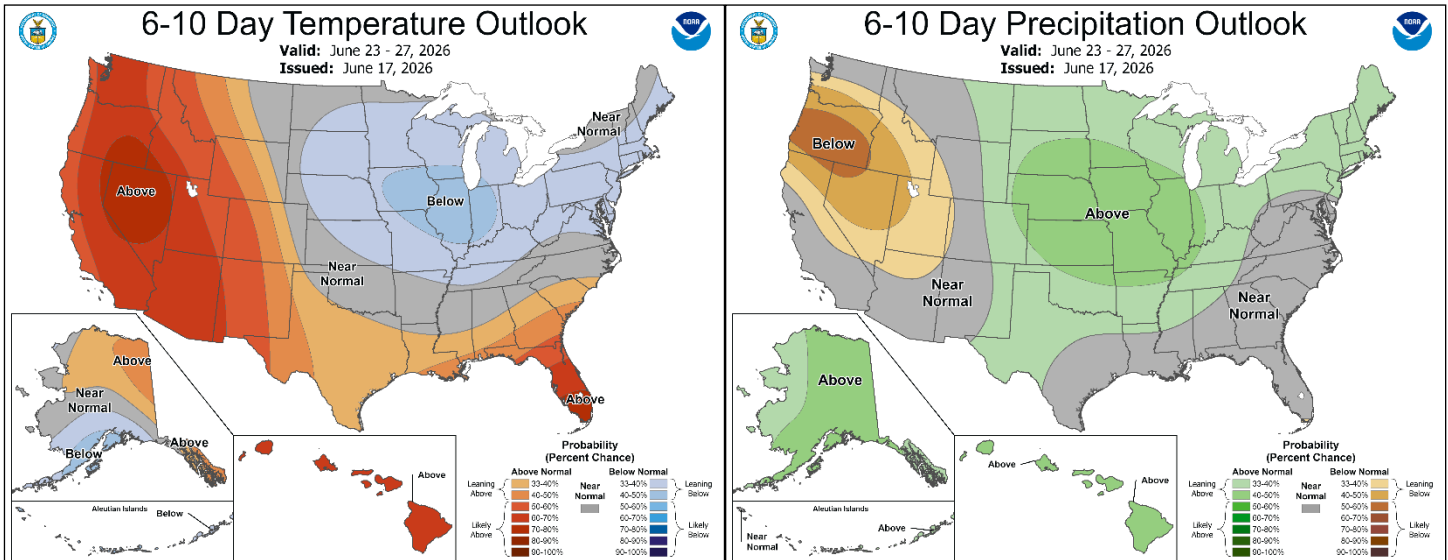 6-10 Day Temperature Outlook
Valid: June 23 - 27, 2026
Issued: June 17, 2026
NOAA
Near
Normal
Above
Below
Near
Normal
Above
Above
Near
Normal
Below
Above
Aleutian Islands
Below
Above
Probability
(Percent Chance)
Above Normal
Below Normal
Leaning
Above
Likely
Above
33-40%
40-50%
50-60%
60-70%
70-80%
80-90%
90-100%
Near
Normal
33-40%
40-50%
50-60%
60-70%
70-80%
80-90%
90-100%
Leaning
Below
Likely
Below
6-10 Day Precipitation Outlook
Valid: June 23 - 27, 2026
Issued: June 17, 2026
NOAA
Below
Above
Near
Normal
Near
Normal
Above
Aleutian Islands
Near
Normal
Above
Above
Above
Probability
(Percent Chance)
Above Normal
Below Normal
Leaning
Above
Likely
Above
33-40%
40-50%
50-60%
60-70%
70-80%
80-90%
90-100%
Near
Normal
33-40%
40-50%
50-60%
60-70%
70-80%
80-90%
90-100%
Leaning
Below
Likely
Below